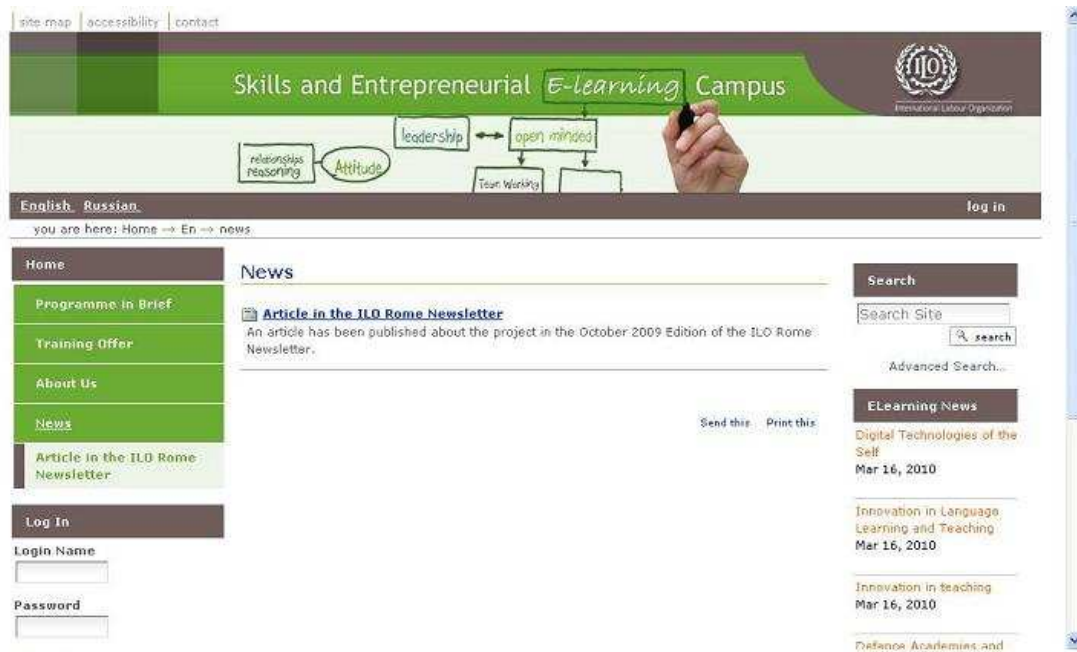 site map accessibility contact
Skills and Entrepreneurial E-learning Campus
International Labour Organization
leadership open minded
relationships
reasoning
Attitude
Team Working
English Russian log in
you are here: Home → En → news
Home
Programme in Brief
Training Offer
About Us
News
Article in the ILO Rome
Newsletter
Log In
Login Name
Password
News
Article in the ILO Rome Newsletter
An article has been published about the project in the October 2009 Edition of the ILO Rome
Newsletter.
Send this Print this
Search
Search Site
search
Advanced Search...
ELearning News
Digital Technologies of the
Self
Mar 16, 2010
Innovation in Language
Learning and Teaching
Mar 16, 2010
Innovation in teaching
Mar 16, 2010
Defence Academies and